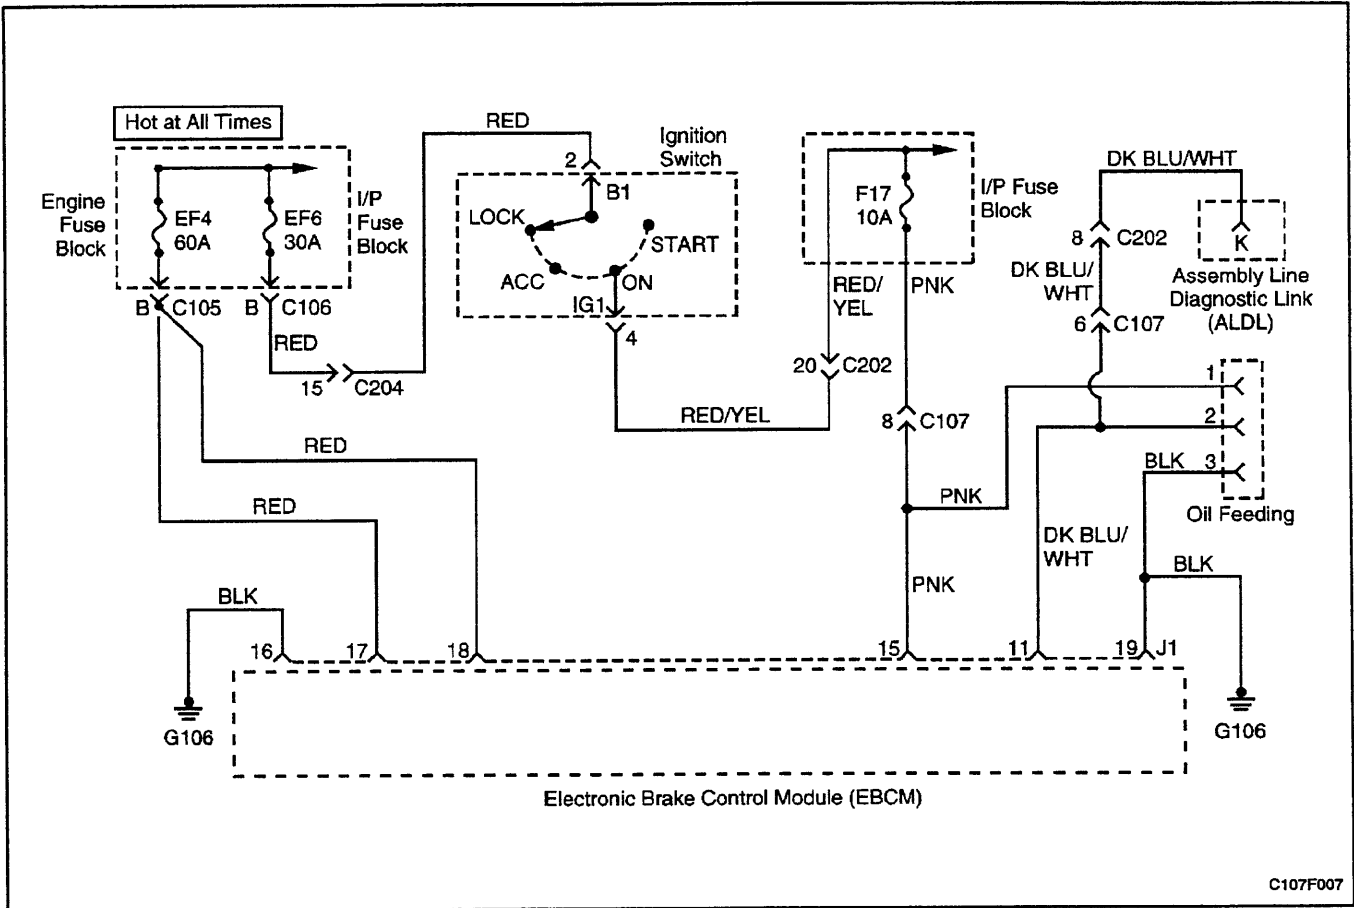 Hot at All Times
Engine
Fuse
Block
EF4
60A
EF6
30A
I/P
Fuse
Block
B C105
B C106
RED
15 C204
RED
Ignition
Switch
2
B1
LOCK
ACC
ON
START
IG1
4
RED/YEL
F17
10A
I/P Fuse
Block
RED/
YEL
PNK
20 C202
8 C107
DK BLU/WHT
8 C202
K
DK BLU/
WHT
Assembly Line
Diagnostic Link
(ALDL)
6 C107
1
2
BLK 3
Oil Feeding
RED
RED
PNK
DK BLU/
WHT
BLK
PNK
BLK
16
17
18
15
11
19 J1
G106
G106
Electronic Brake Control Module (EBCM)
C107F007